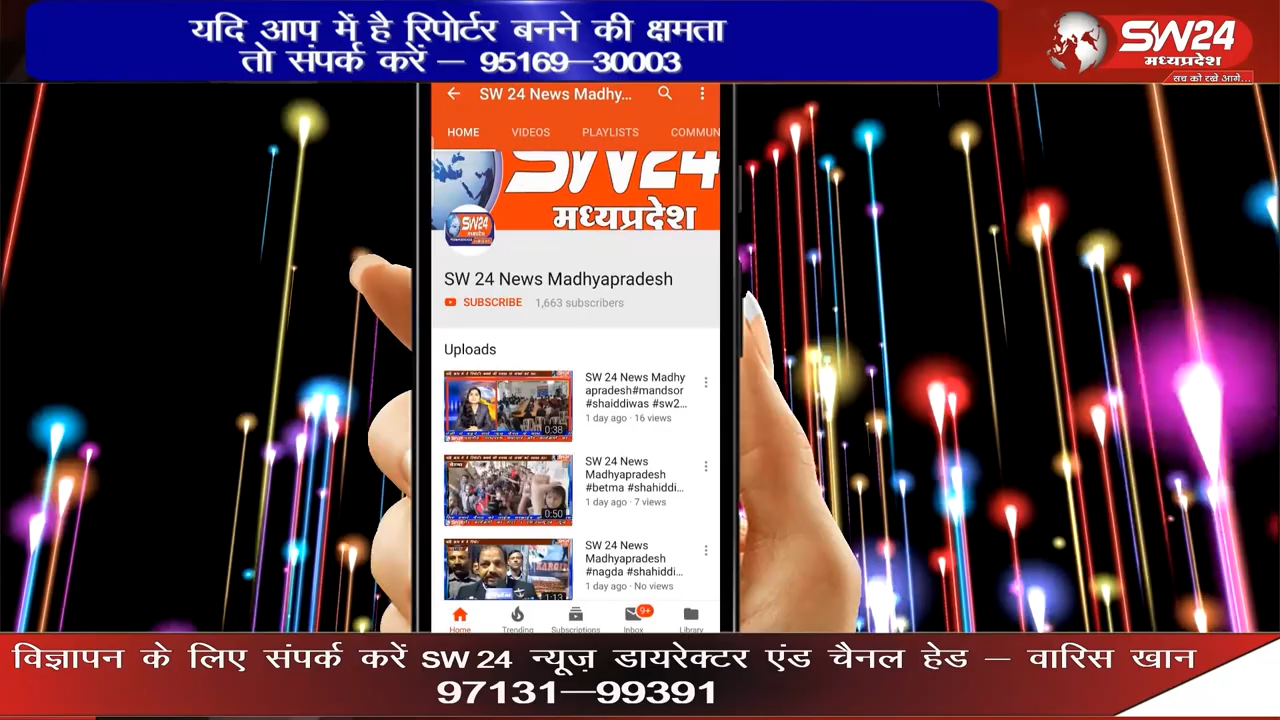 यदि आप में है रिपोर्टर बनने की क्षमता
तो संपर्क करें – 95169–30003
SW24
मध्यप्रदेश
सच को रखे आगे...
SW 24 News Madhy...
HOME VIDEOS PLAYLISTS COMMUN
SW24
मध्यप्रदेश
SW24
SW 24 News Madhyapradesh
SUBSCRIBE 1,663 subscribers
Uploads
SW 24 News Madhy
apradesh#mandsor
#shaiddiwas #sw2...
1 day ago · 16 views
0:38
SW 24 News
Madhyapradesh
#betma #shahiddi...
1 day ago · 7 views
0:50
SW 24 News
Madhyapradesh
#nagda #shahiddi...
1 day ago · No views
1:13
9+
Home Trending Subscriptions Inbox Library
विज्ञापन के लिए संपर्क करें SW 24 न्यूज़ डायरेक्टर एंड चैनल हेड – वारिस खान
97131–99391